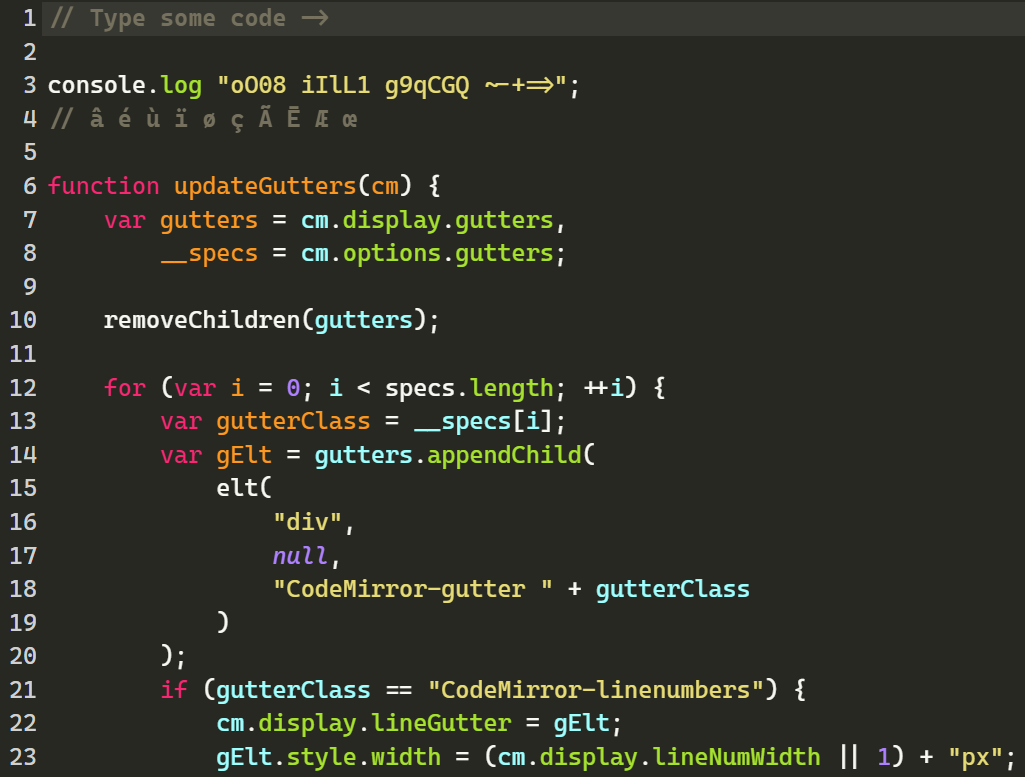 1 // Type some code ->
2
3 console.log "oO08 iIlL1 g9qCGQ ~-+=>";
4 // â é ù ï ø ç Ã Ē Æ œ
5
6 function updateGutters(cm) {
7     var gutters = cm.display.gutters,
8         __specs = cm.options.gutters;
9
10     removeChildren(gutters);
11
12     for (var i = 0; i < specs.length; ++i) {
13         var gutterClass = __specs[i];
14         var gElt = gutters.appendChild(
15             elt(
16                 "div",
17                 null,
18                 "CodeMirror-gutter " + gutterClass
19             )
20         );
21         if (gutterClass == "CodeMirror-linenumbers") {
22             cm.display.lineGutter = gElt;
23             gElt.style.width = (cm.display.lineNumWidth || 1) + "px";